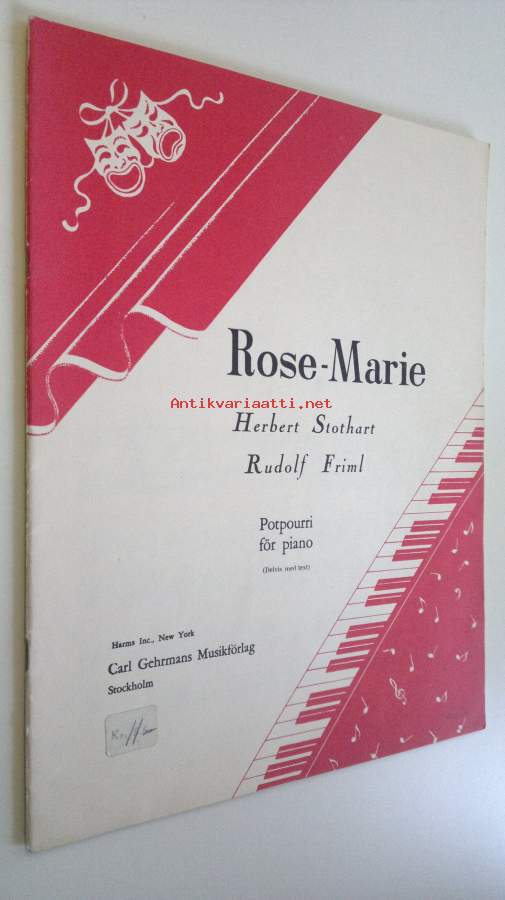 Rose-Marie
Antikvariaatti.net
Herbert Stothart
Rudolf Friml
Potpourri
för piano
(Delvis med text)
Harms Inc., New York
Carl Gehrmans Musikförlag
Stockholm
Kr.